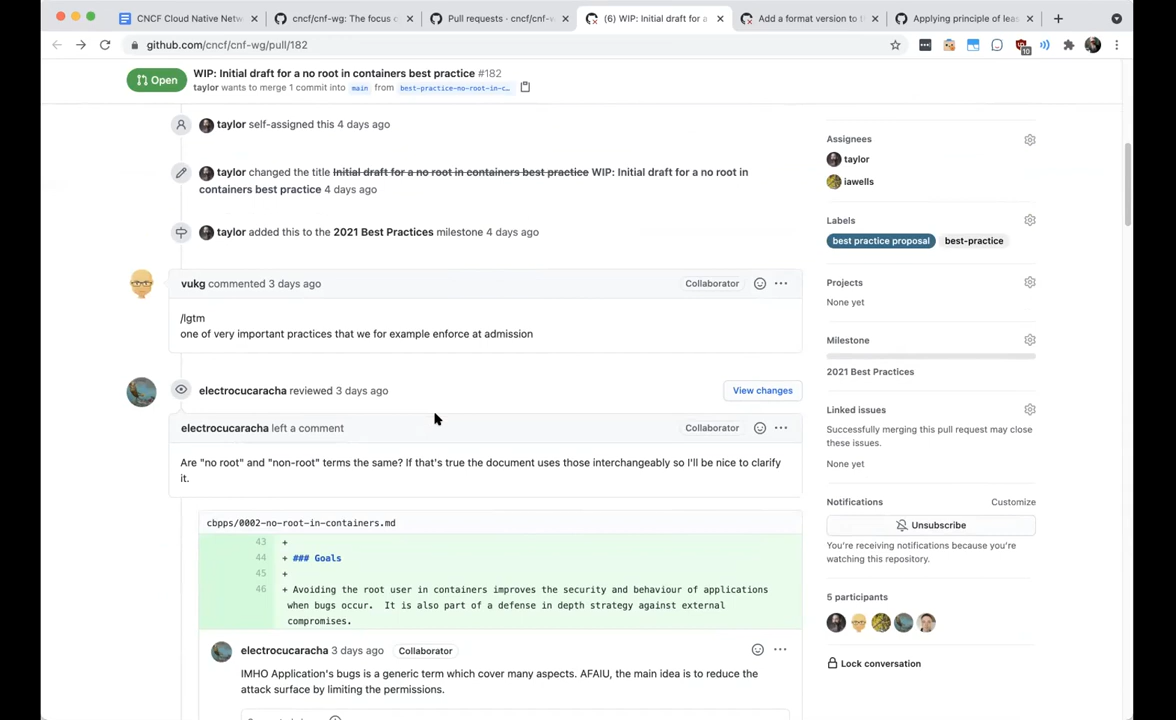 CNCF Cloud Native Netw
cncf/cnf-wg: The focus o
Pull requests · cncf/cnf-w
(6) WIP: Initial draft for a
Add a format version to t
Applying principle of leas
github.com/cncf/cnf-wg/pull/182
10
Open
WIP: Initial draft for a no root in containers best practice #182
taylor wants to merge 1 commit into main from best-practice-no-root-in-c…
taylor self-assigned this 4 days ago
taylor changed the title Initial draft for a no root in containers best practice WIP: Initial draft for a no root in
containers best practice 4 days ago
taylor added this to the 2021 Best Practices milestone 4 days ago
vukg commented 3 days ago
Collaborator
/lgtm
one of very important practices that we for example enforce at admission
electrocucaracha reviewed 3 days ago
View changes
electrocucaracha left a comment
Collaborator
Are "no root" and "non-root" terms the same? If that's true the document uses those interchangeably so I'll be nice to clarify
it.
cbpps/0002-no-root-in-containers.md
43 +
44 + ### Goals
45 +
46 + Avoiding the root user in containers improves the security and behaviour of applications
when bugs occur. It is also part of a defense in depth strategy against external
compromises.
electrocucaracha 3 days ago Collaborator
IMHO Application's bugs is a generic term which cover many aspects. AFAIU, the main idea is to reduce the
attack surface by limiting the permissions.
Assignees
taylor
iawells
Labels
best practice proposal best-practice
Projects
None yet
Milestone
2021 Best Practices
Linked issues
Successfully merging this pull request may close
these issues.
None yet
Notifications
Customize
Unsubscribe
You're receiving notifications because you're
watching this repository.
5 participants
Lock conversation